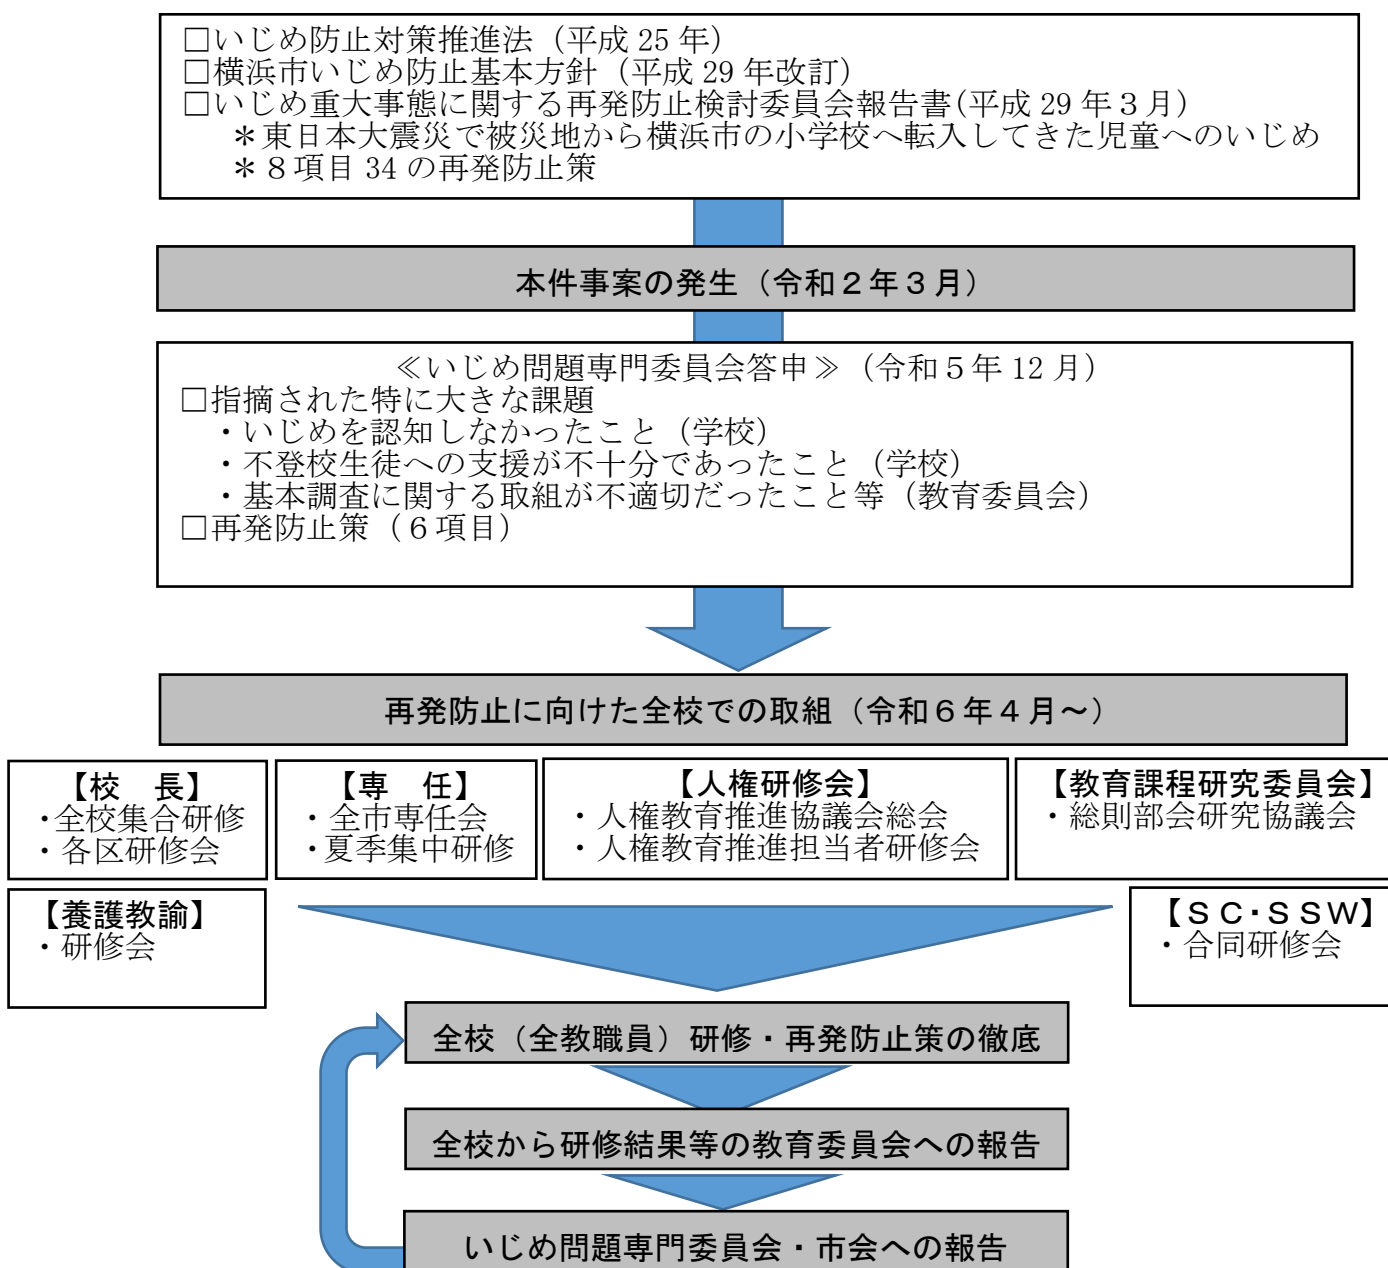 □いじめ防止対策推進法（平成 25 年）
□横浜市いじめ防止基本方針（平成 29 年改訂）
□いじめ重大事態に関する再発防止検討委員会報告書(平成 29 年３月）
＊東日本大震災で被災地から横浜市の小学校へ転入してきた児童へのいじめ
＊８項目 34 の再発防止策
本件事案の発生（令和２年３月）
≪いじめ問題専門委員会答申≫（令和５年 12 月）
□指摘された特に大きな課題
・いじめを認知しなかったこと（学校）
・不登校生徒への支援が不十分であったこと（学校）
・基本調査に関する取組が不適切だったこと等（教育委員会）
□再発防止策（６項目）
再発防止に向けた全校での取組（令和６年４月～）
【校　長】
・全校集合研修
・各区研修会
【専　任】
・全市専任会
・夏季集中研修
【人権研修会】
・人権教育推進協議会総会
・人権教育推進担当者研修会
【教育課程研究委員会】
・総則部会研究協議会
【養護教諭】
・研修会
【ＳＣ・ＳＳＷ】
・合同研修会
全校（全教職員）研修・再発防止策の徹底
全校から研修結果等の教育委員会への報告
いじめ問題専門委員会・市会への報告